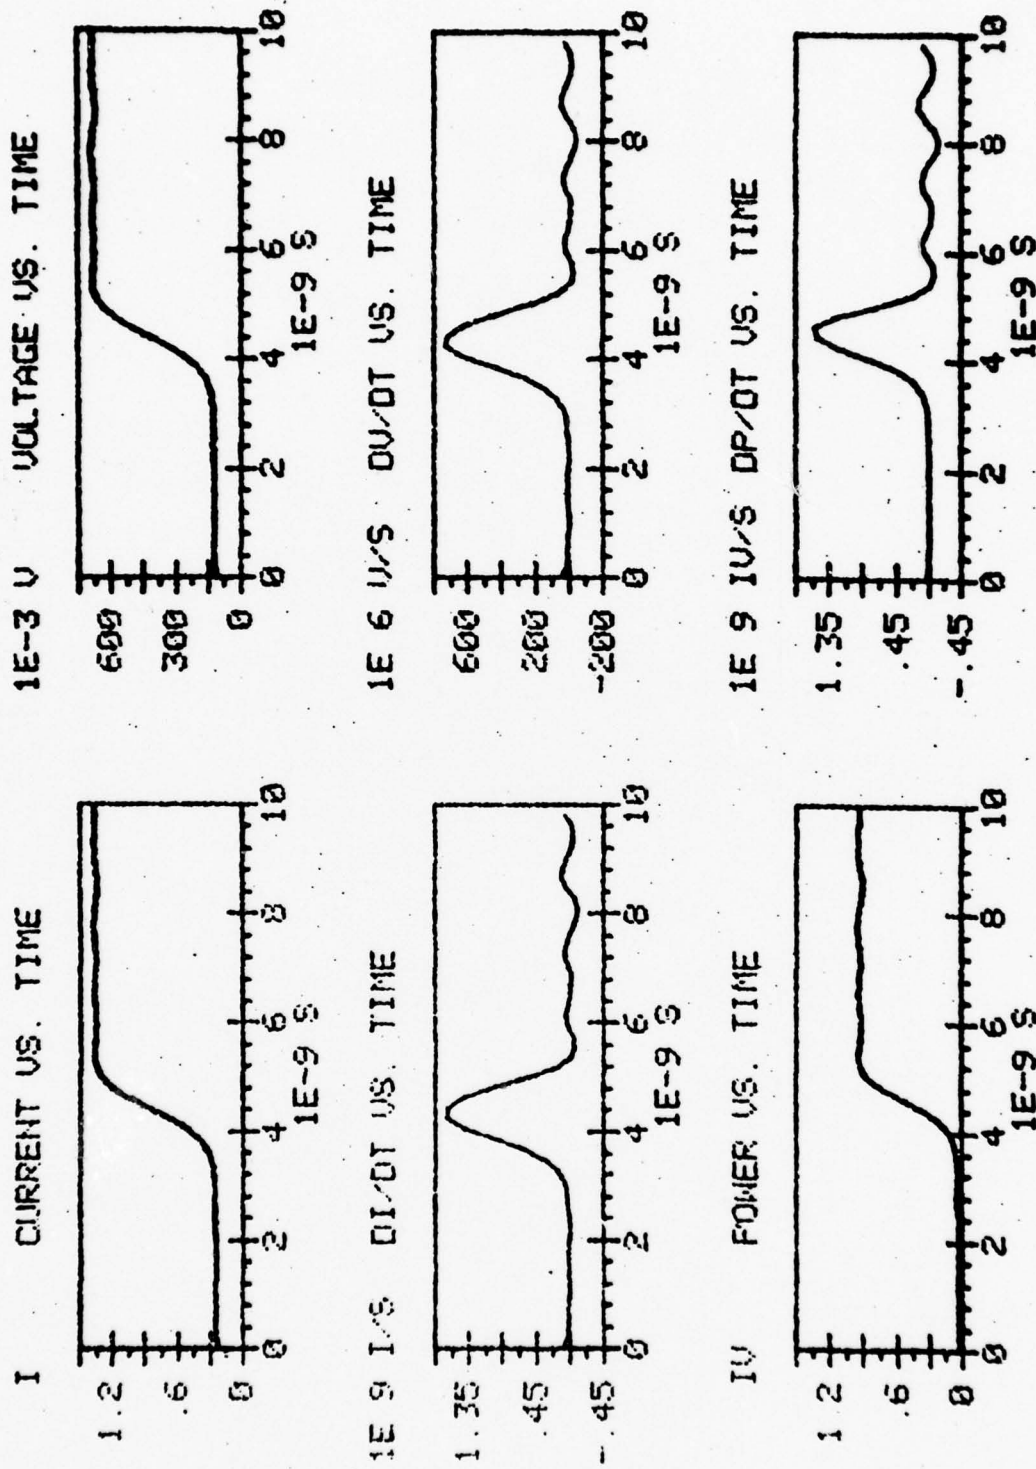 I CURRENT VS. TIME
1.2
.6
0
0 2 4 6 8 10
1E-9 S
1E-3 V VOLTAGE VS. TIME
600
300
0
0 2 4 6 8 10
1E-9 S
1E 9 I/S DI/DT VS. TIME
1.35
.45
-.45
0 2 4 6 8 10
1E-9 S
1E 6 V/S DV/DT VS. TIME
600
200
-200
0 2 4 6 8 10
1E-9 S
IV POWER VS. TIME
1.2
.6
0
0 2 4 6 8 10
1E-9 S
1E 9 IV/S DP/DT VS. TIME
1.35
.45
-.45
0 2 4 6 8 10
1E-9 S